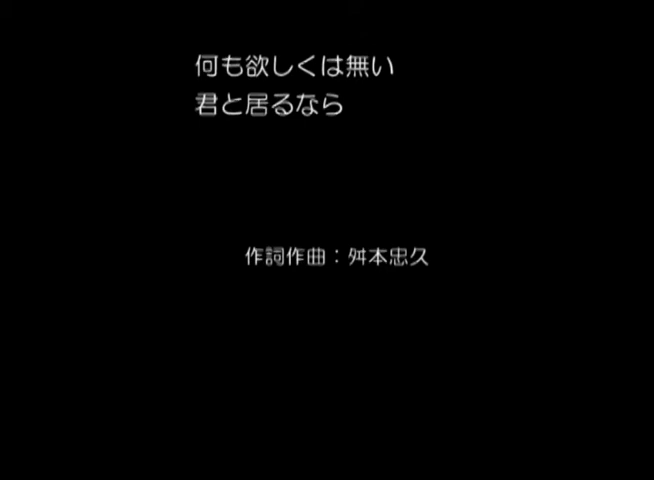 何も欲しくは無い
君と居るなら
作詞作曲：舛本忠久